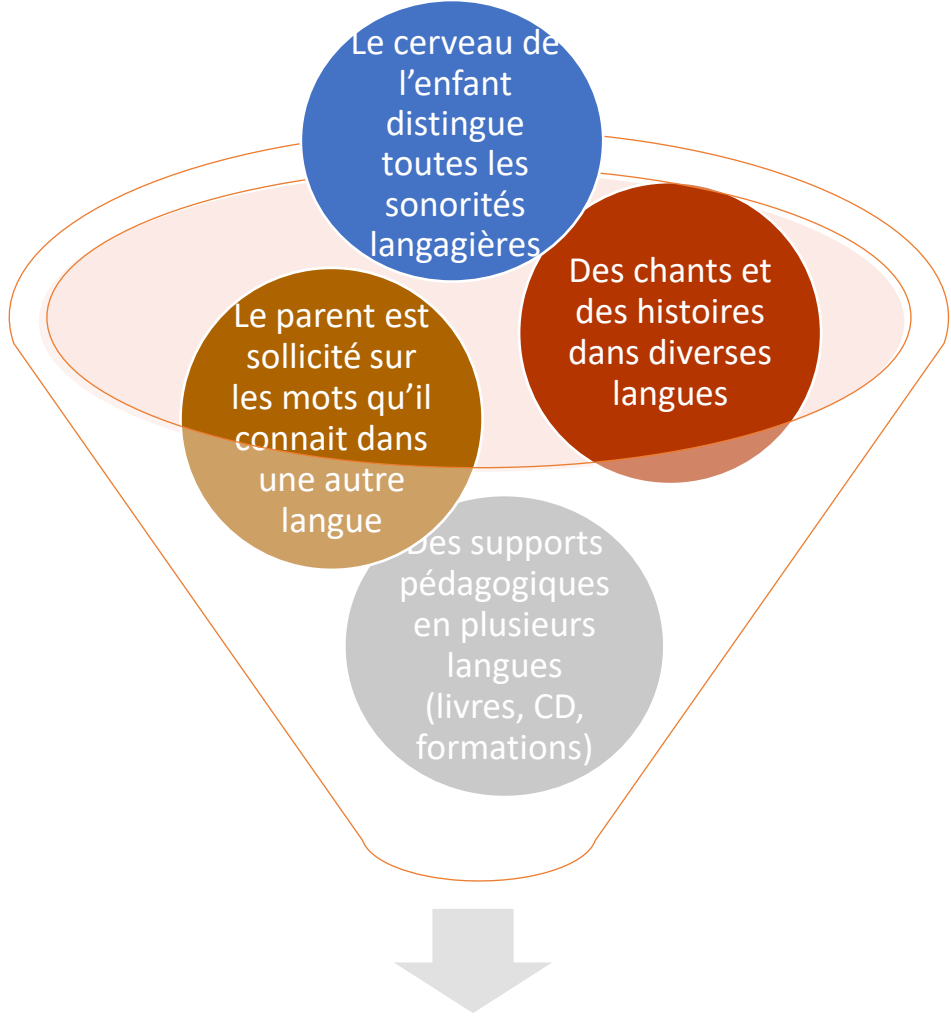 Le cerveau de
l’enfant
distingue
toutes les
sonorités
langagières
Des chants et
des histoires
dans diverses
langues
Le parent est
sollicité sur
les mots qu’il
connait dans
une autre
langue
Des supports
pédagogiques
en plusieurs
langues
(livres, CD,
formations)